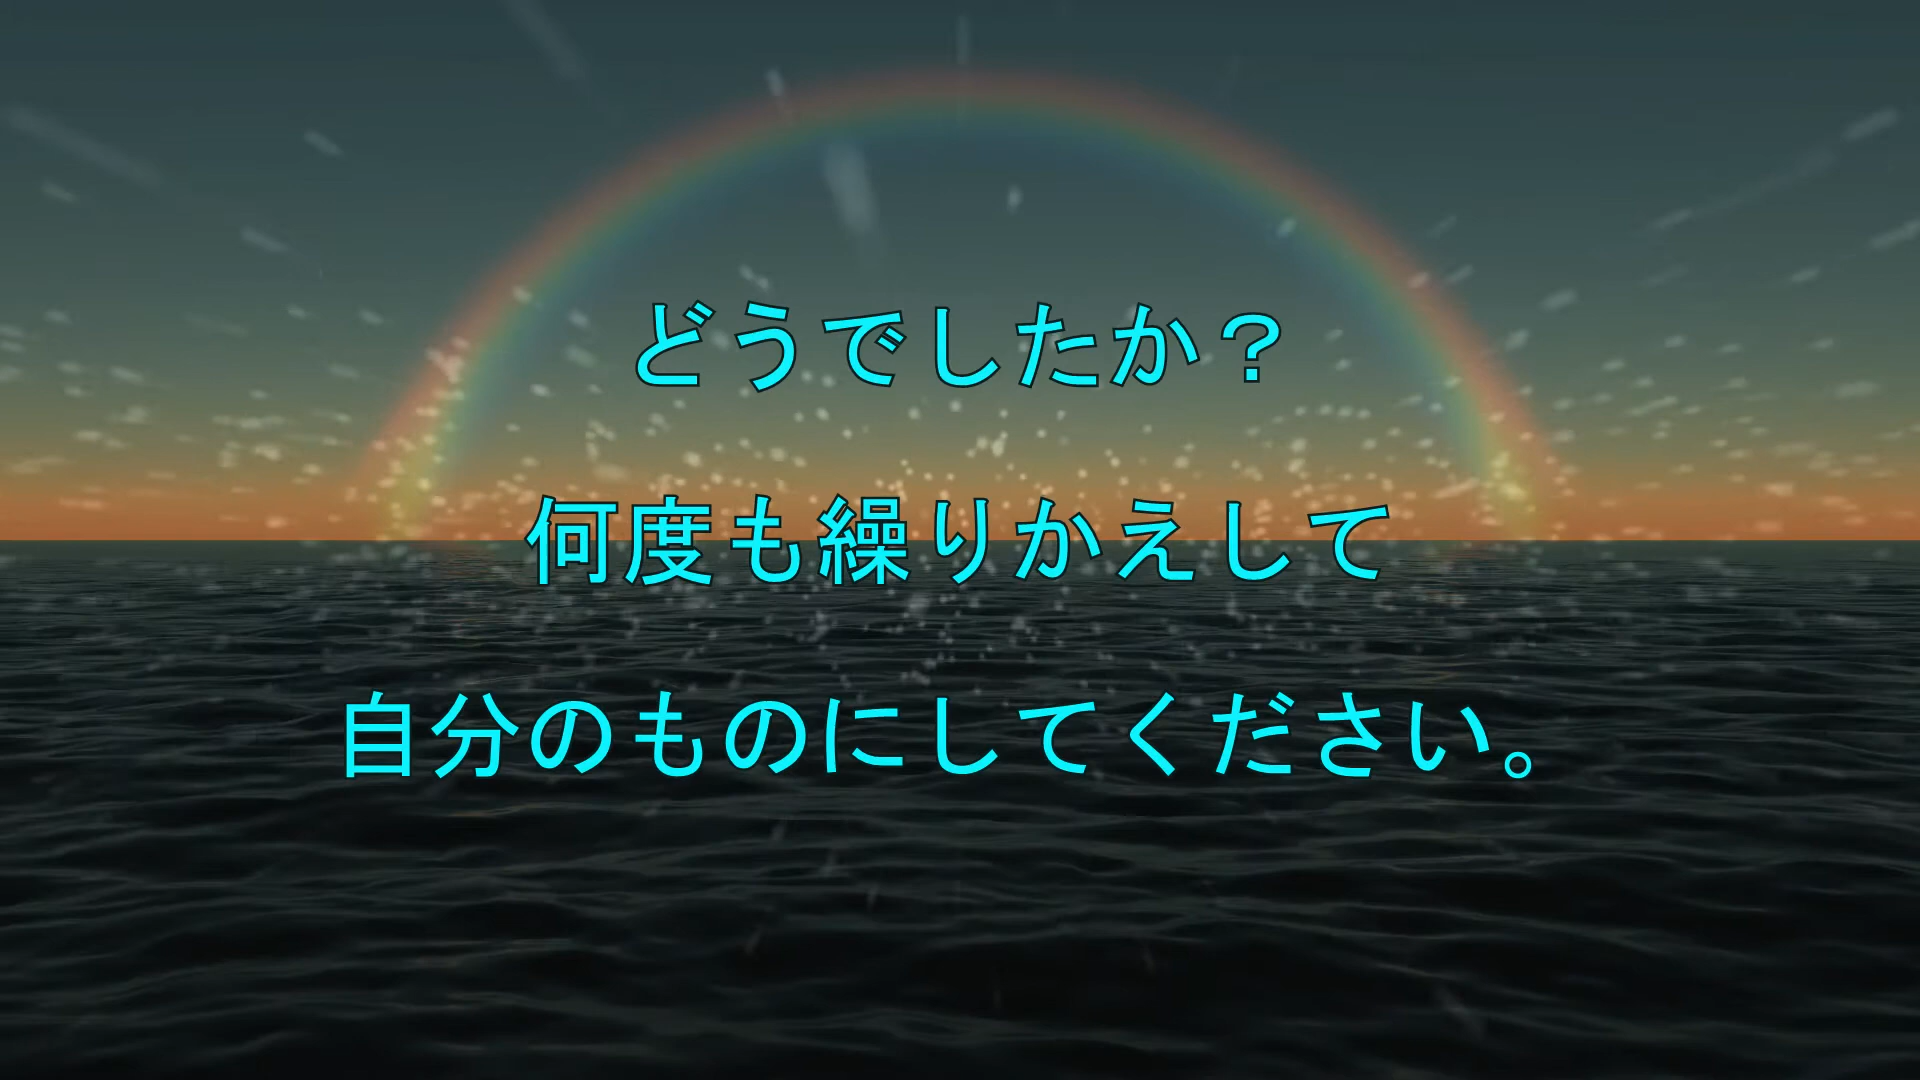 どうでしたか？
何度も繰りかえして
自分のものにしてください。